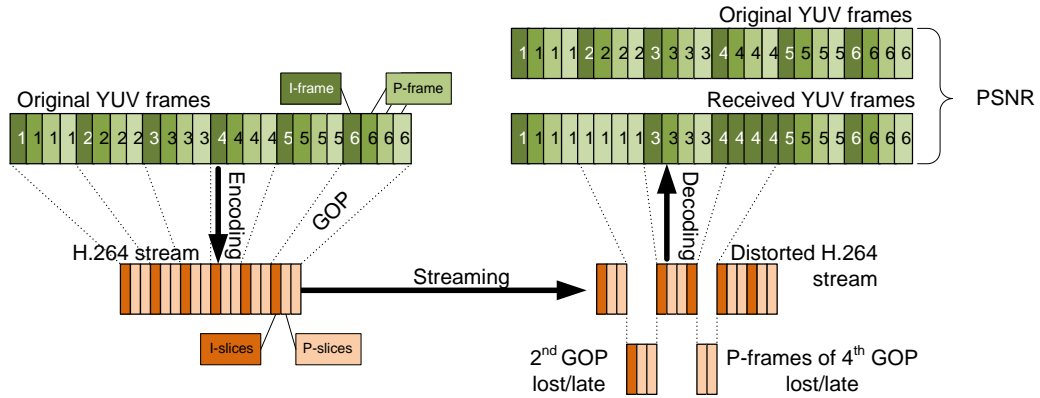 Original YUV frames
1 1 1 1 2 2 2 2 3 3 3 3 4 4 4 4 5 5 5 5 6 6 6 6
PSNR
I-frame
P-frame
Original YUV frames
Received YUV frames
1 1 1 1 2 2 2 2 3 3 3 3 4 4 4 4 5 5 5 5 6 6 6 6
1 1 1 1 1 1 1 1 3 3 3 3 4 4 4 4 5 5 5 5 6 6 6 6
Encoding
GOP
Decoding
H.264 stream
Distorted H.264
stream
Streaming
I-slices
P-slices
2nd GOP
lost/late
P-frames of 4th GOP
lost/late